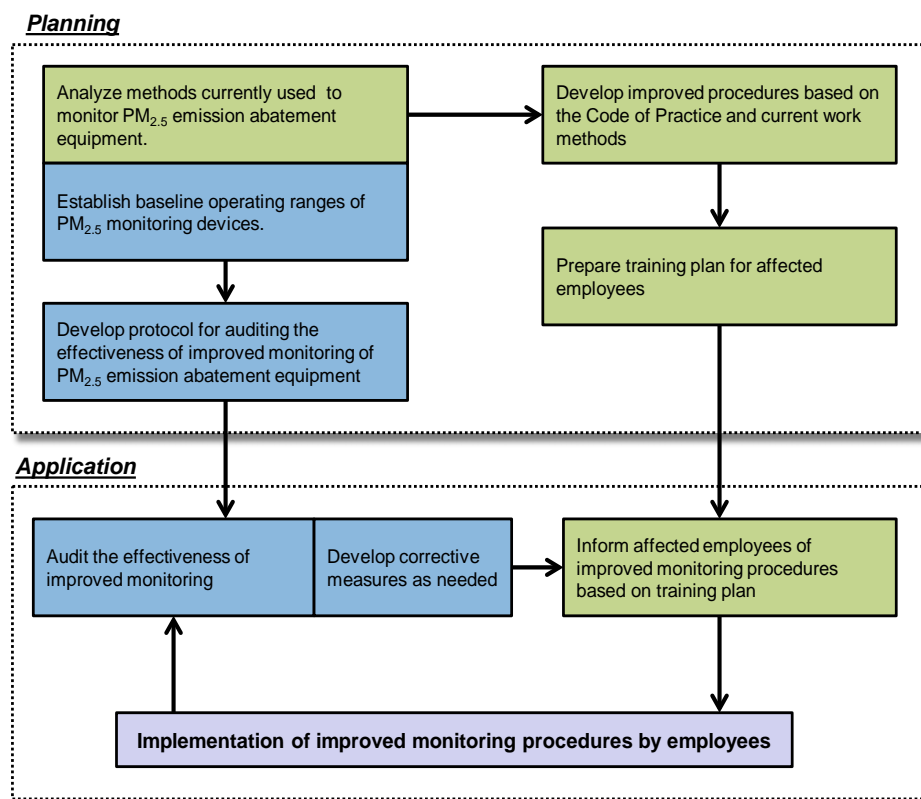 Planning
Analyze methods currently used to
monitor PM2.5 emission abatement
equipment.
Develop improved procedures based on
the Code of Practice and current work
methods
Establish baseline operating ranges of
PM2.5 monitoring devices.
Prepare training plan for affected
employees
Develop protocol for auditing the
effectiveness of improved monitoring of
PM2.5 emission abatement equipment
Application
Audit the effectiveness of
improved monitoring
Develop corrective
measures as needed
Inform affected employees of
improved monitoring procedures
based on training plan
Implementation of improved monitoring procedures by employees